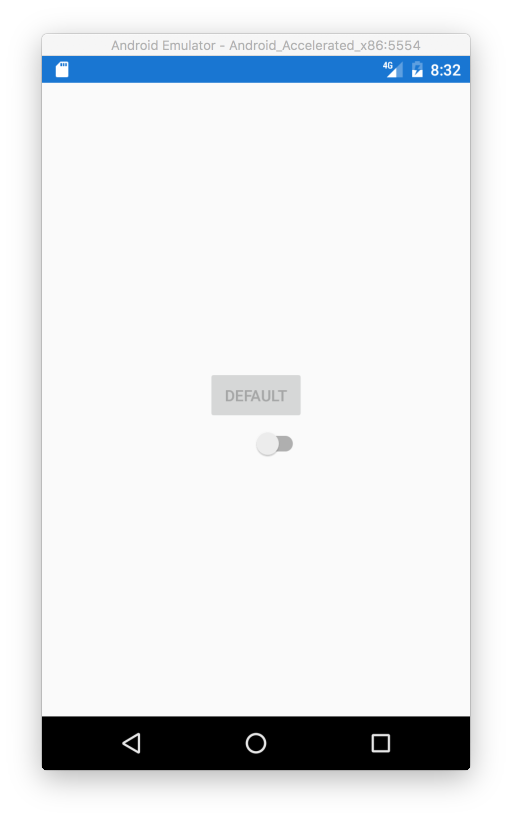 Android Emulator - Android_Accelerated_x86:5554
4G 8:32
DEFAULT